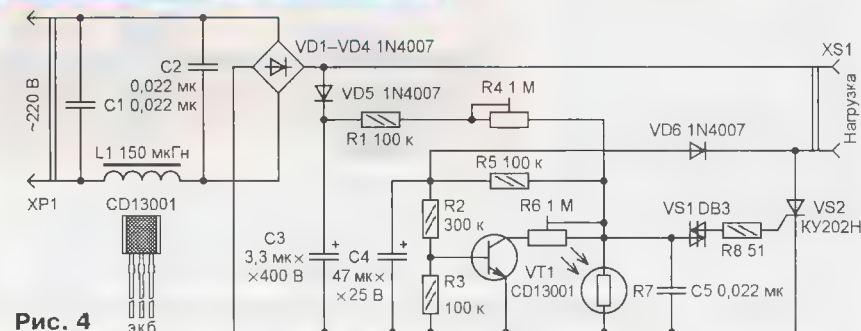 VD1–VD4 1N4007
XS1
~220 В
C2
0,022 мк
C1 0,022 мк
VD5 1N4007
R4 1 М
Нагрузка
R1 100 к
VD6 1N4007
L1 150 мкГн
R5 100 к
XP1
CD13001
R2
300 к
R6 1 М
VS1 DB3
VS2
КУ202Н
C3
3,3 мк×
×400 В
C4
47 мк×
×25 В
R8 51
R3
100 к
VT1
CD13001
R7
C5 0,022 мк
Рис. 4
экб